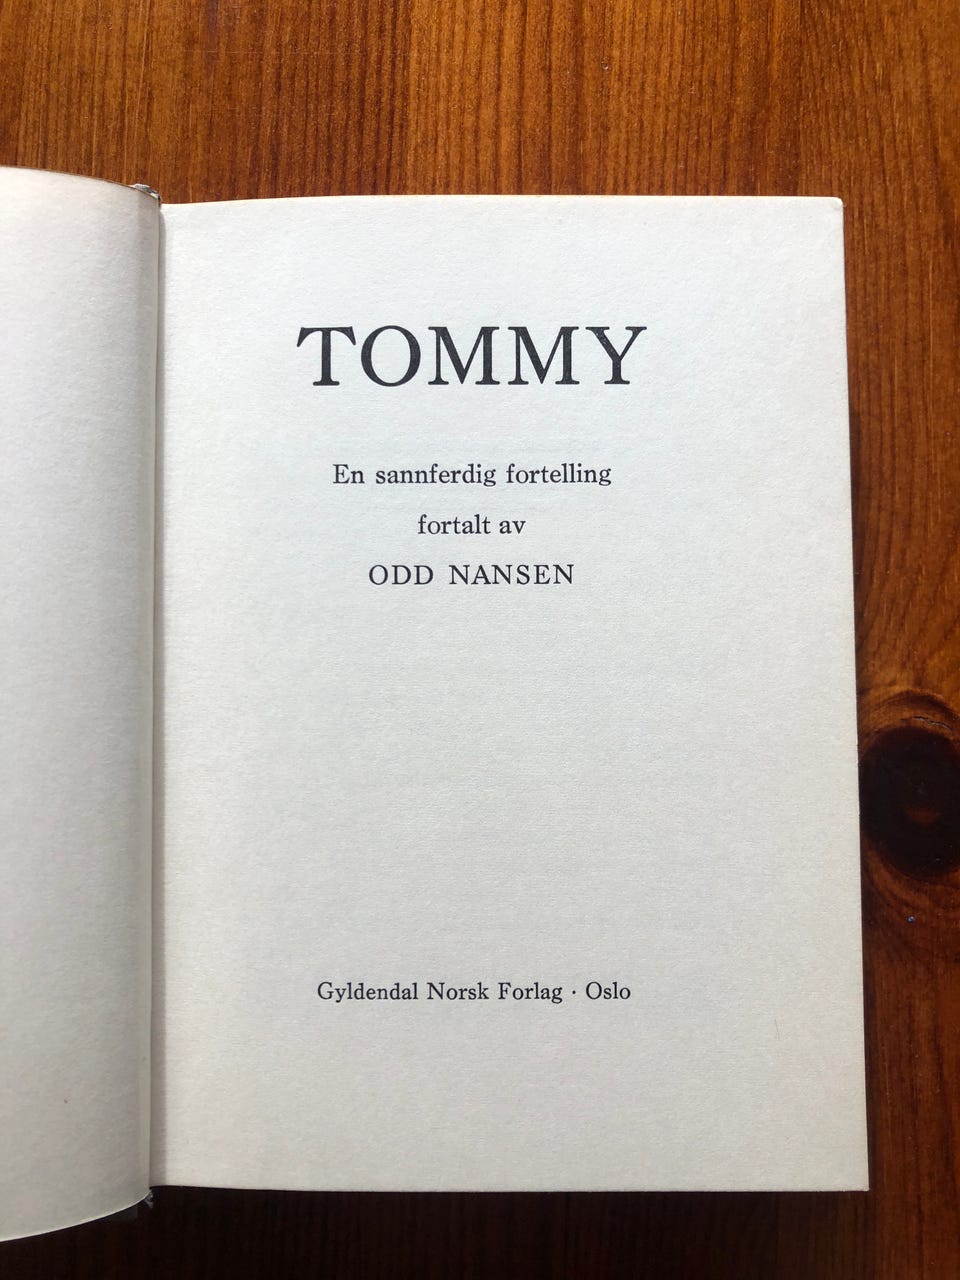 TOMMY
En sannferdig fortelling
fortalt av
ODD NANSEN
Gyldendal Norsk Forlag · Oslo